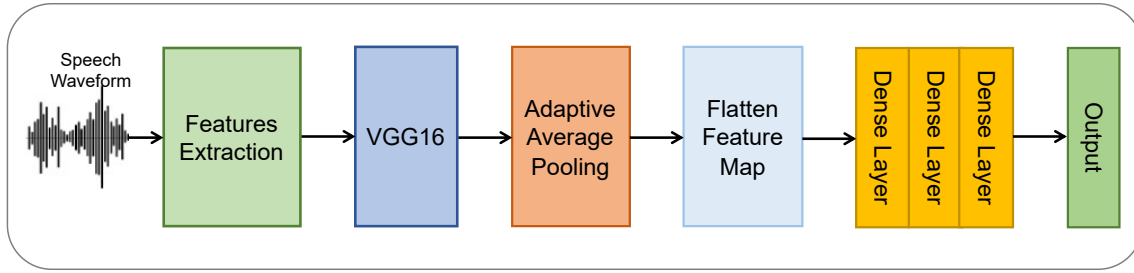 Speech
Waveform
Features
Extraction
VGG16
Adaptive
Average
Pooling
Flatten
Feature
Map
Dense Layer
Dense Layer
Dense Layer
Output